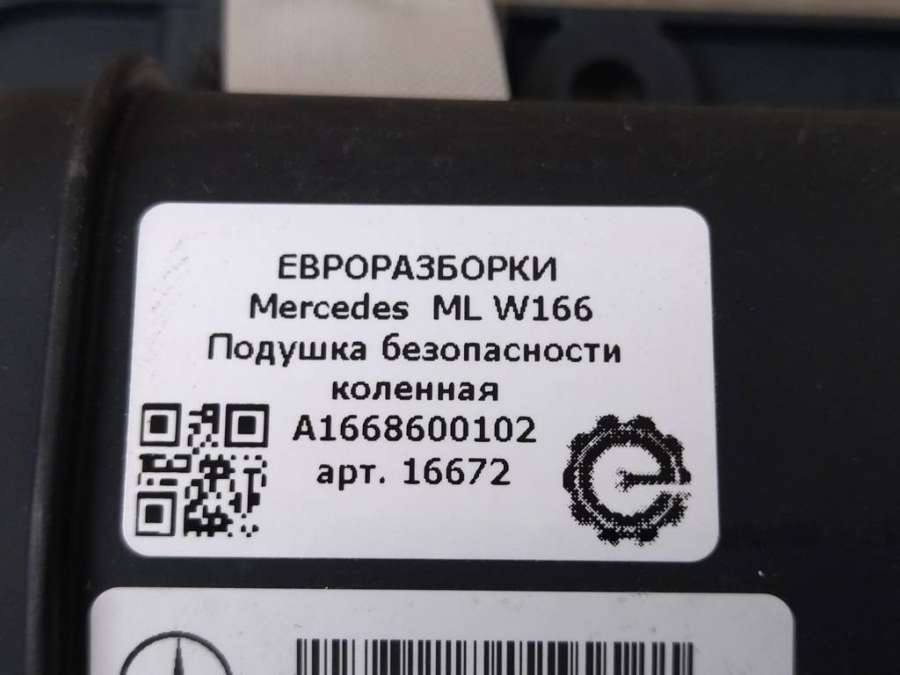 ЕВРОРАЗБОРКИ
Mercedes ML W166
Подушка безопасности
коленная
A1668600102
арт. 16672